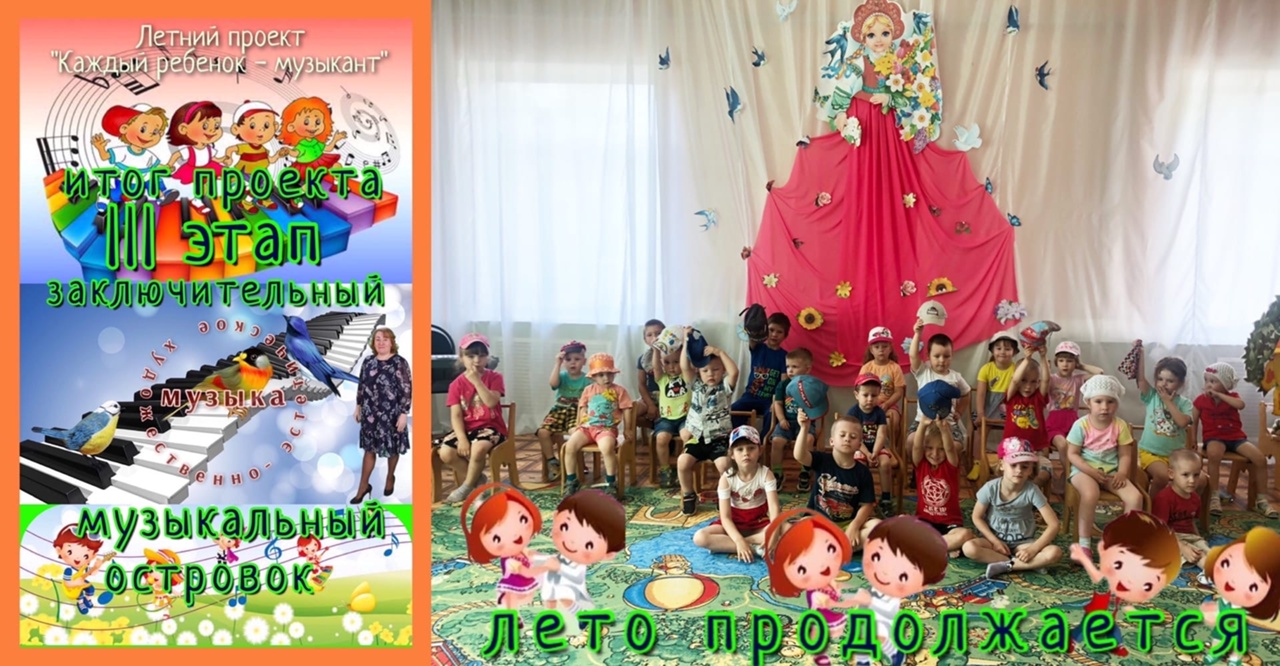 Летний проект
"Каждый ребенок - музыкант"
итог проекта
III этап
заключительный
художественно-эстетическое
музыка
музыкальный
островок
лето продолжается